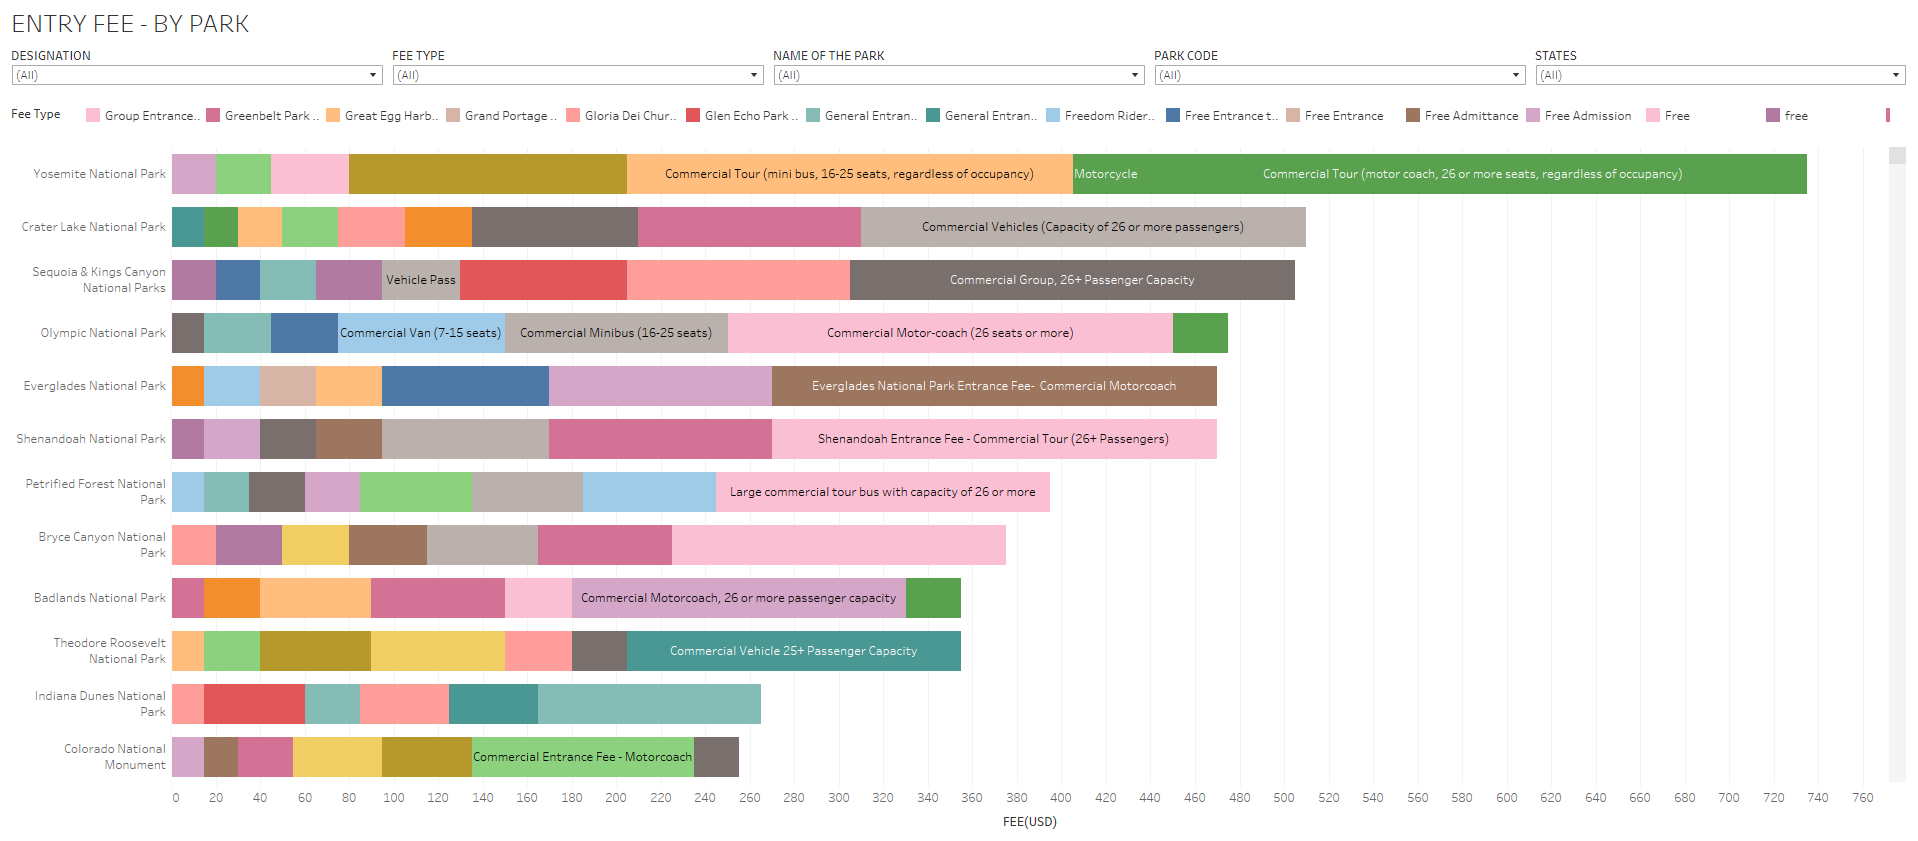 ENTRY FEE - BY PARK
DESIGNATION
FEE TYPE
NAME OF THE PARK
PARK CODE
STATES
(All)
(All)
(All)
(All)
(All)
Fee Type
Group Entrance..
Greenbelt Park ..
Great Egg Harb..
Grand Portage ..
Gloria Dei Chur..
Glen Echo Park ..
General Entran..
General Entran..
Freedom Rider..
Free Entrance t..
Free Entrance
Free Admittance
Free Admission
Free
free
Yosemite National Park
Commercial Tour (mini bus, 16-25 seats, regardless of occupancy)
Motorcycle
Commercial Tour (motor coach, 26 or more seats, regardless of occupancy)
Crater Lake National Park
Commercial Vehicles (Capacity of 26 or more passengers)
Sequoia & Kings Canyon
National Parks
Vehicle Pass
Commercial Group, 26+ Passenger Capacity
Olympic National Park
Commercial Van (7-15 seats)
Commercial Minibus (16-25 seats)
Commercial Motor-coach (26 seats or more)
Everglades National Park
Everglades National Park Entrance Fee- Commercial Motorcoach
Shenandoah National Park
Shenandoah Entrance Fee - Commercial Tour (26+ Passengers)
Petrified Forest National
Park
Large commercial tour bus with capacity of 26 or more
Bryce Canyon National
Park
Badlands National Park
Commercial Motorcoach, 26 or more passenger capacity
Theodore Roosevelt
National Park
Commercial Vehicle 25+ Passenger Capacity
Indiana Dunes National
Park
Colorado National
Monument
Commercial Entrance Fee - Motorcoach
0 20 40 60 80 100 120 140 160 180 200 220 240 260 280 300 320 340 360 380 400 420 440 460 480 500 520 540 560 580 600 620 640 660 680 700 720 740 760
FEE(USD)